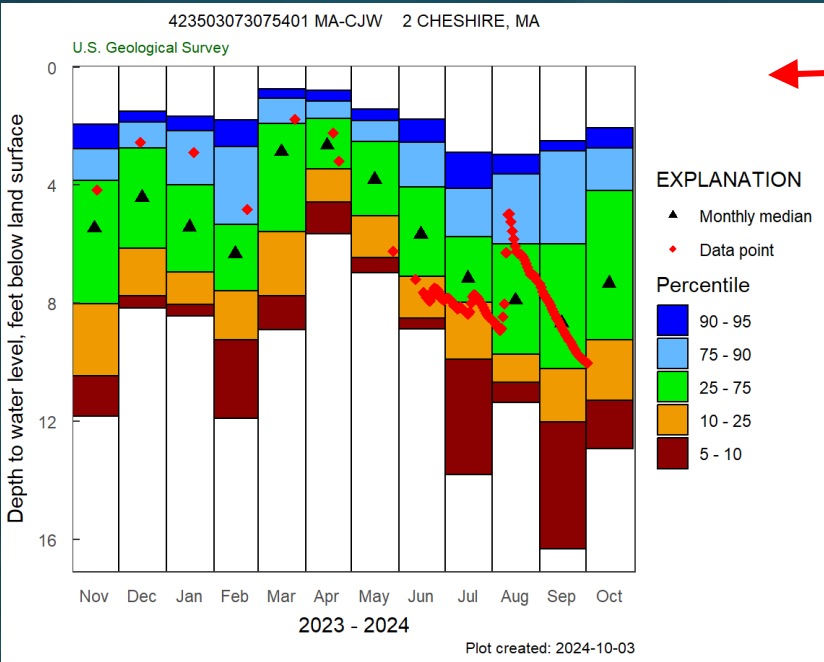 423503073075401 MA-CJW 2 CHESHIRE, MA
U.S. Geological Survey
Depth to water level, feet below land surface
0
4
8
12
16
Nov Dec Jan Feb Mar Apr May Jun Jul Aug Sep Oct
2023 - 2024
Plot created: 2024-10-03
EXPLANATION
Monthly median
Data point
Percentile
90 - 95
75 - 90
25 - 75
10 - 25
5 - 10